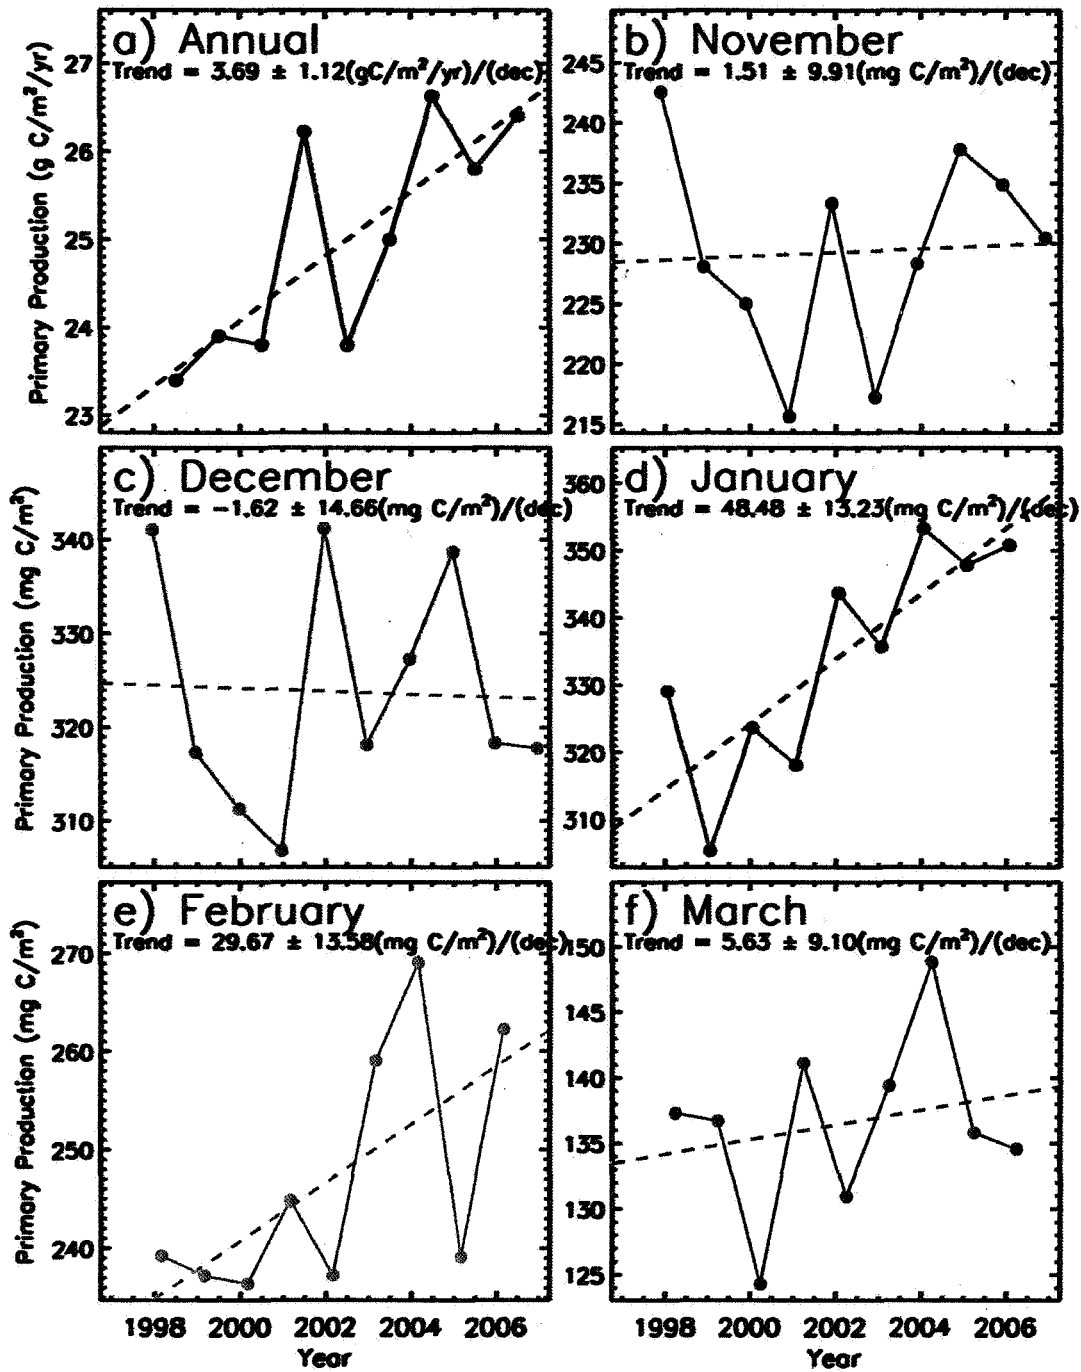 a) Annual
Trend = 3.69 ± 1.12(gC/m²/yr)/(dec)
27
26
25
24
23
Primary Production (g C/m²/yr)
b) November
Trend = 1.51 ± 9.91(mg C/m²)/(dec)
245
240
235
230
225
220
215
c) December
Trend = −1.62 ± 14.66(mg C/m²)/(dec)
340
330
320
310
Primary Production (mg C/m²)
d) January
Trend = 48.48 ± 13.23(mg C/m²)/(dec)
360
350
340
330
320
310
e) February
Trend = 29.67 ± 13.58(mg C/m²)/(dec)
270
260
250
240
Primary Production (mg C/m²)
1998 2000 2002 2004 2006
Year
f) March
Trend = 5.63 ± 9.10(mg C/m²)/(dec)
150
145
140
135
130
125
1998 2000 2002 2004 2006
Year